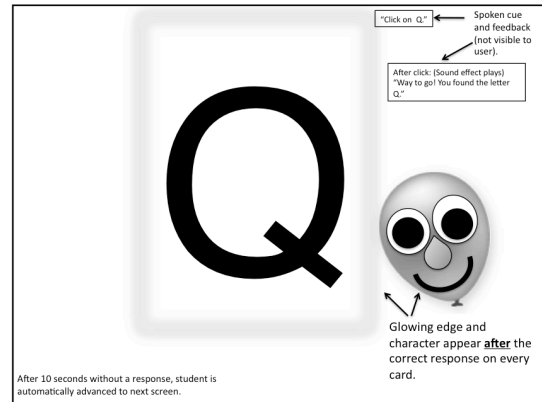 "Click on Q."
Spoken cue
and feedback
(not visible to
user).
After click: (Sound effect plays)
"Way to go! You found the letter
Q."
Q
Glowing edge and
character appear after the
correct response on every
card.
After 10 seconds without a response, student is
automatically advanced to next screen.